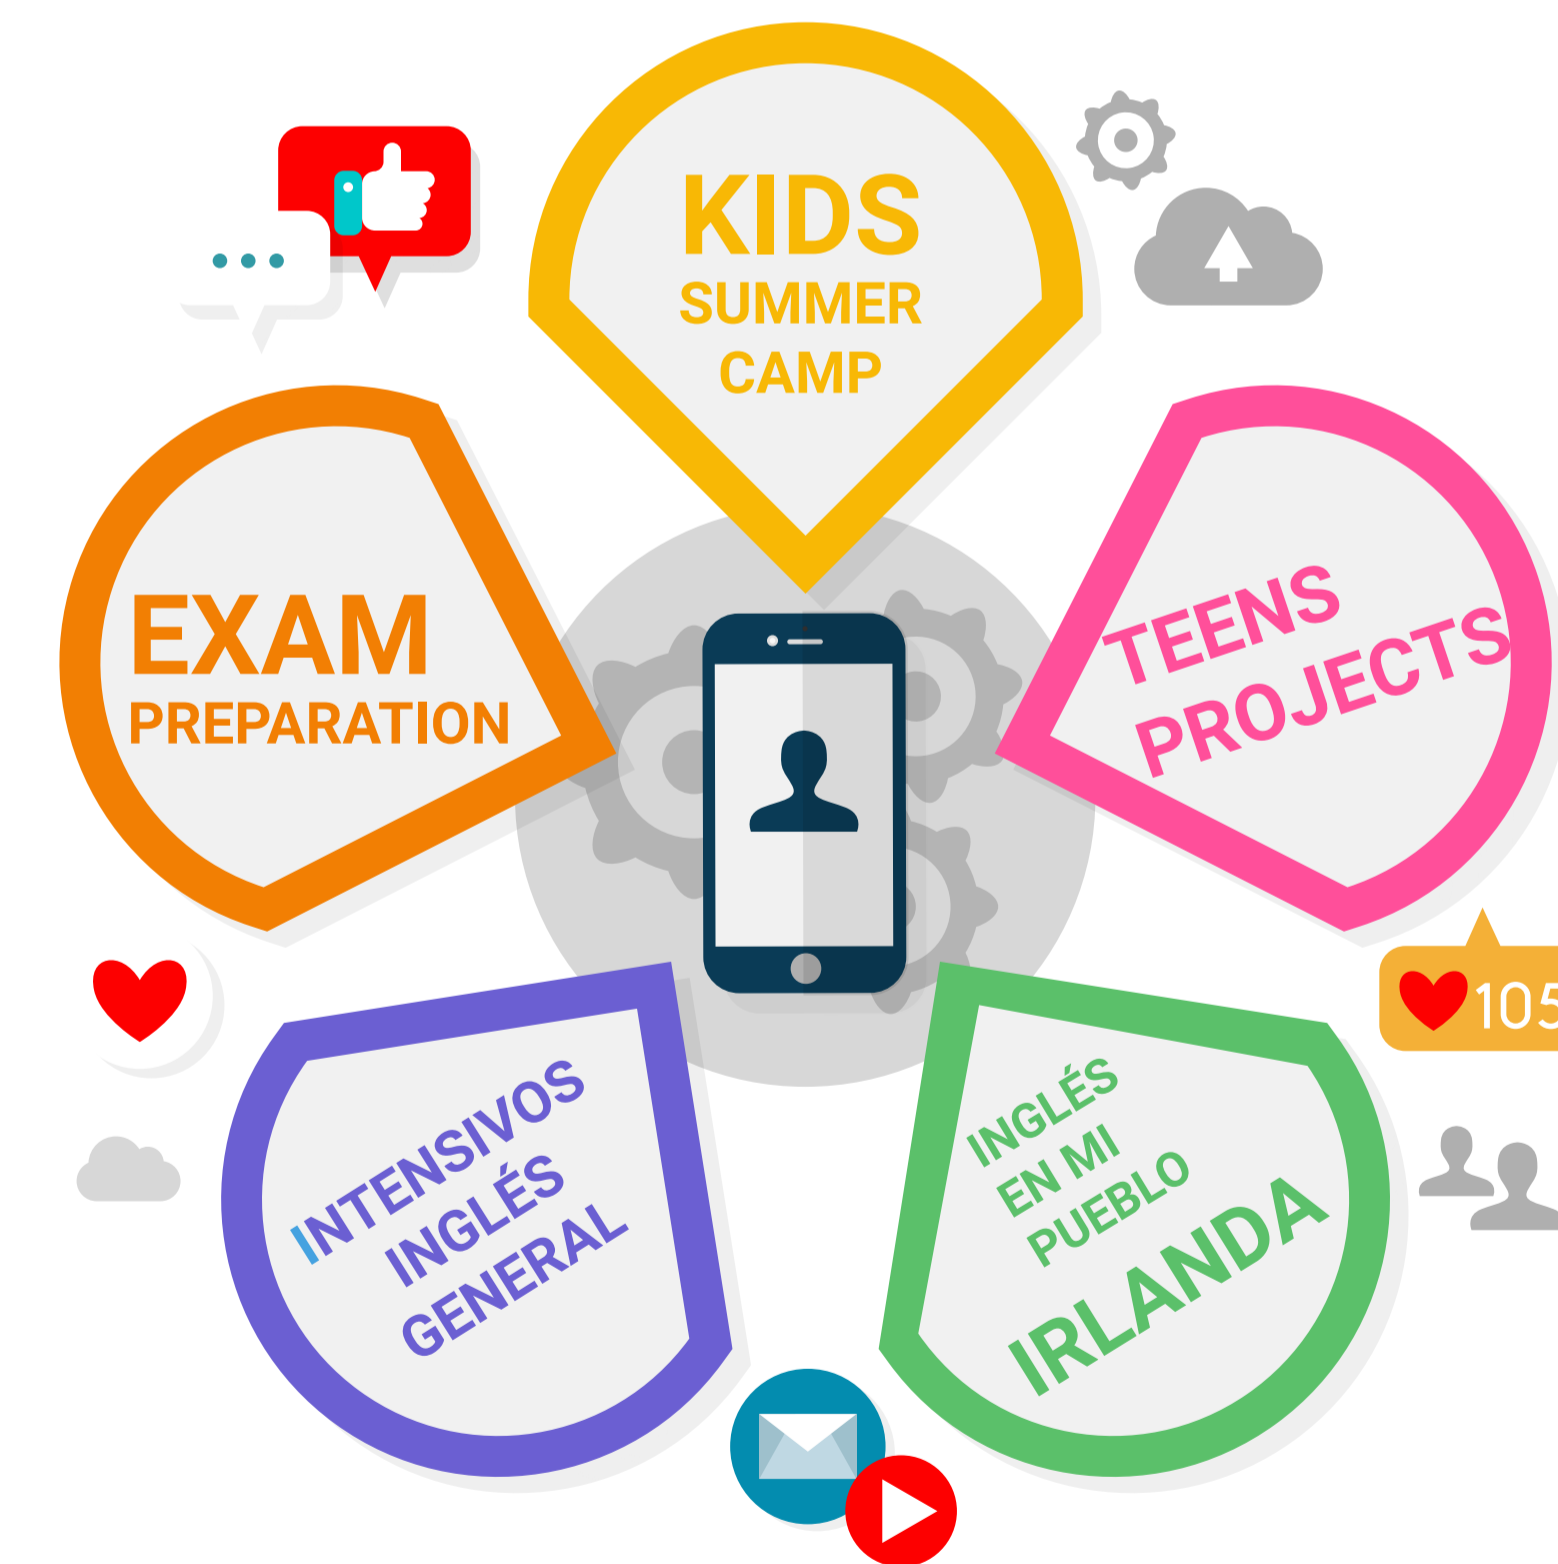 KIDS
SUMMER
CAMP
EXAM
PREPARATION
TEENS
PROJECTS
105
INTENSIVOS
INGLÉS
GENERAL
INGLÉS
EN MI
PUEBLO
IRLANDA